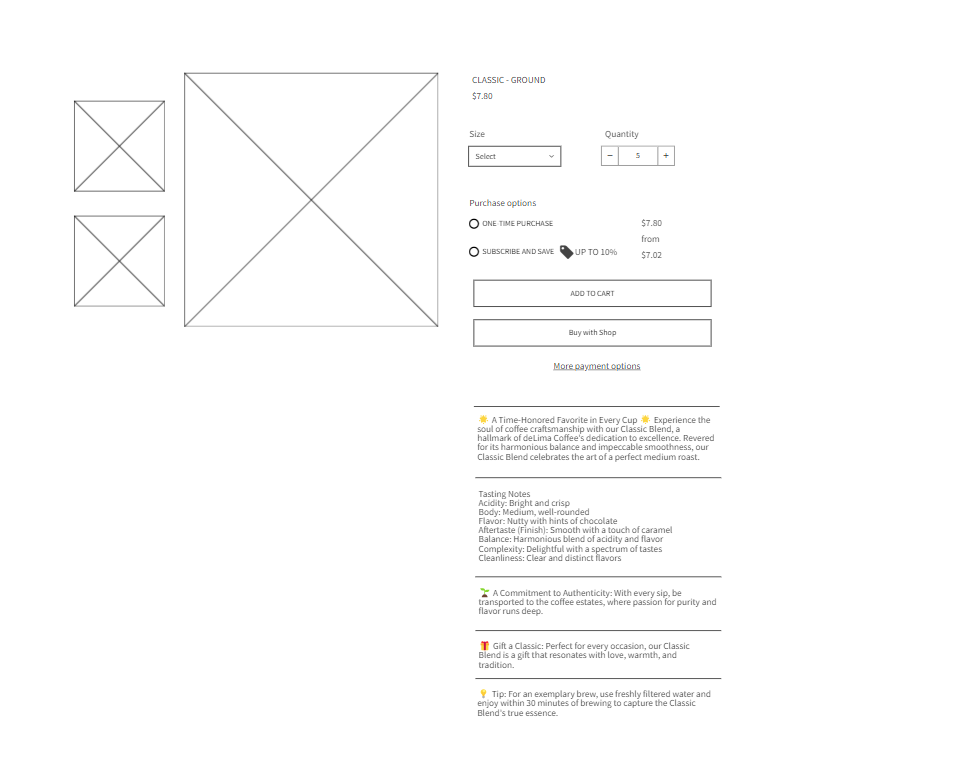 CLASSIC - GROUND
$7.80
Size
Quantity
Select
− 5 +
Purchase options
ONE TIME PURCHASE
$7.80
from
SUBSCRIBE AND SAVE UP TO 10%
$7.02
ADD TO CART
Buy with Shop
More payment options
☀️ A Time-Honored Favorite in Every Cup ☀️ Experience the
soul of coffee craftsmanship with our Classic Blend, a
hallmark of deLima Coffee's dedication to excellence. Revered
for its harmonious balance and impeccable smoothness, our
Classic Blend celebrates the art of a perfect medium roast.
Tasting Notes
Acidity: Bright and crisp
Body: Medium, well-rounded
Flavor: Nutty with hints of chocolate
Aftertaste (Finish): Smooth with a touch of caramel
Balance: Harmonious blend of acidity and flavor
Complexity: Delightful with a spectrum of tastes
Cleanliness: Clear and distinct flavors
🌱 A Commitment to Authenticity: With every sip, be
transported to the coffee estates, where passion for purity and
flavor runs deep.
🎁 Gift a Classic: Perfect for every occasion, our Classic
Blend is a gift that resonates with love, warmth, and
tradition.
💡 Tip: For an exemplary brew, use freshly filtered water and
enjoy within 30 minutes of brewing to capture the Classic
Blend's true essence.